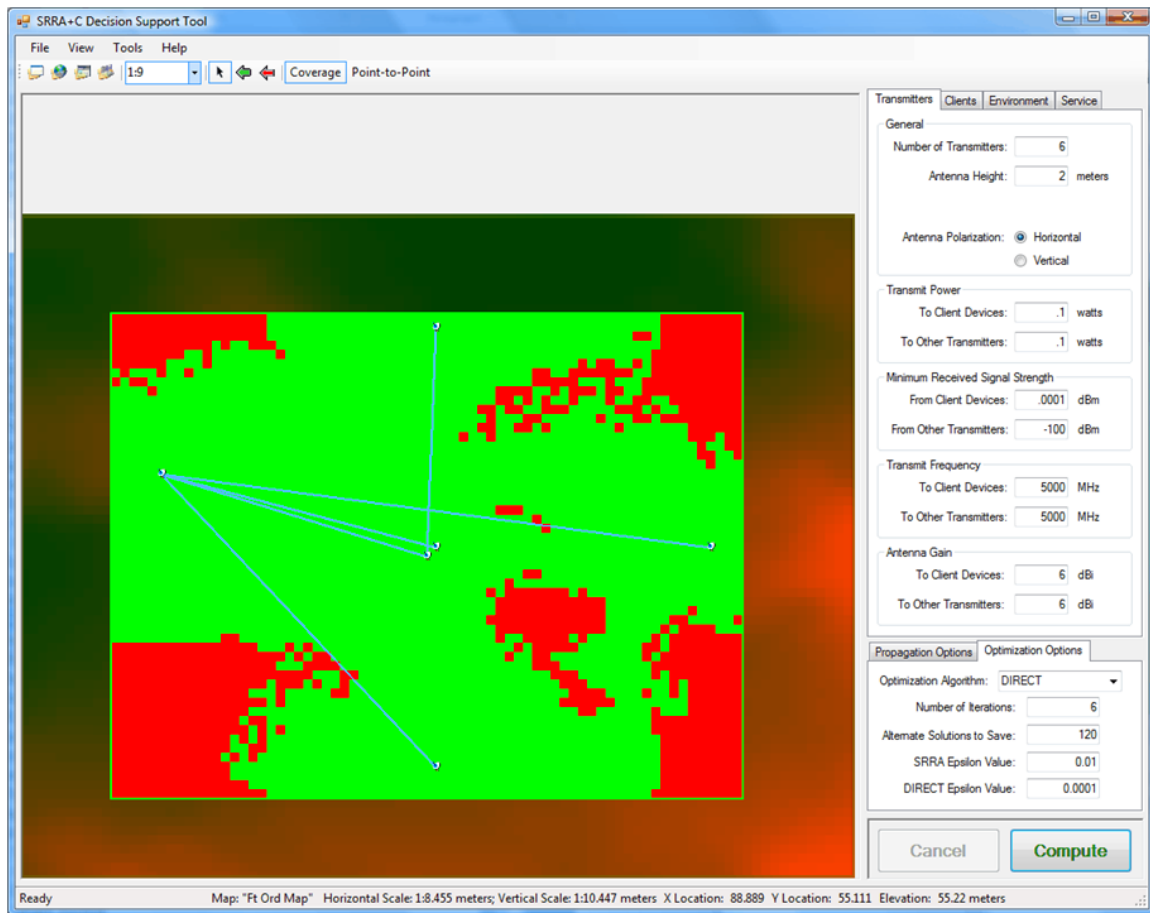 SRRA+C Decision Support Tool
File View Tools Help
1:9 Coverage Point-to-Point
Transmitters Clients Environment Service
General
Number of Transmitters: 6
Antenna Height: 2 meters
Antenna Polarization: Horizontal
Vertical
Transmit Power
To Client Devices: .1 watts
To Other Transmitters: .1 watts
Minimum Received Signal Strength
From Client Devices: .0001 dBm
From Other Transmitters: -100 dBm
Transmit Frequency
To Client Devices: 5000 MHz
To Other Transmitters: 5000 MHz
Antenna Gain
To Client Devices: 6 dBi
To Other Transmitters: 6 dBi
Propagation Options Optimization Options
Optimization Algorithm: DIRECT
Number of Iterations: 6
Alternate Solutions to Save: 120
SRRA Epsilon Value: 0.01
DIRECT Epsilon Value: 0.0001
Cancel Compute
Ready Map: "Ft Ord Map" Horizontal Scale: 1:8.455 meters; Vertical Scale: 1:10.447 meters X Location: 88.889 Y Location: 55.111 Elevation: 55.22 meters